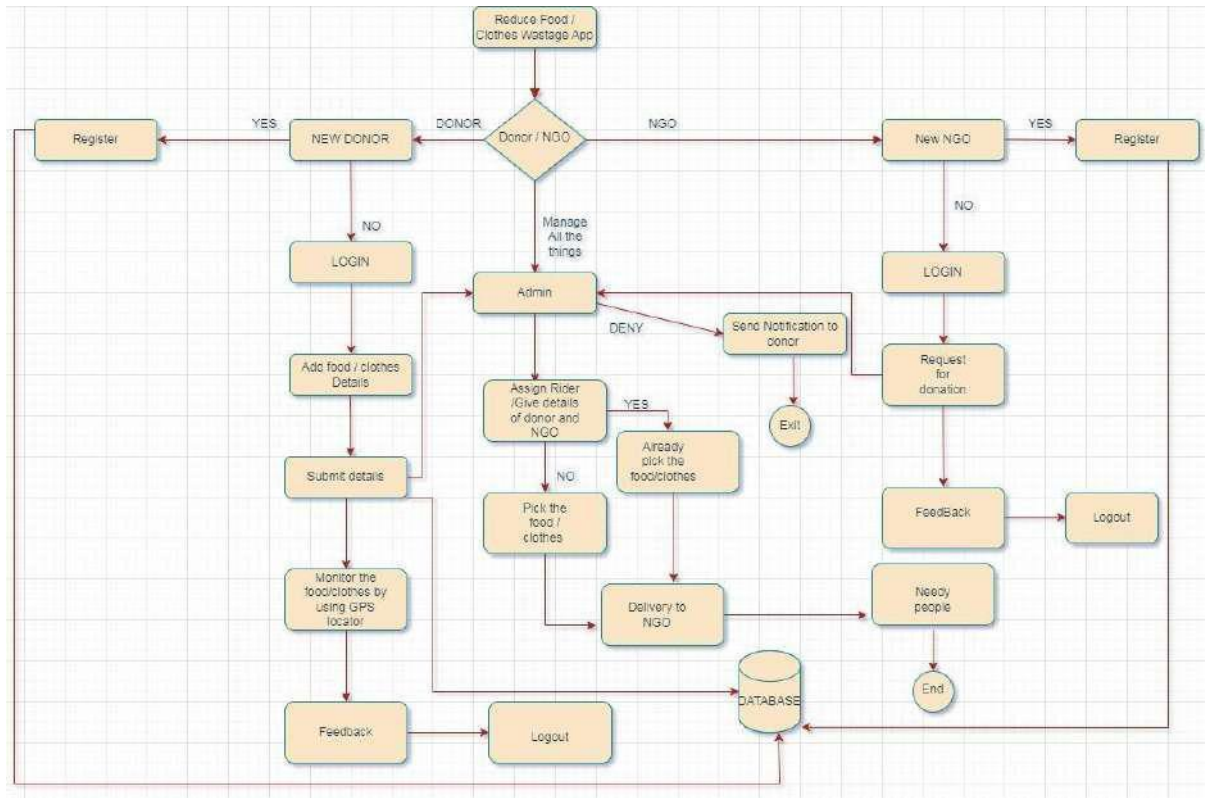 Reduce Food /
Clothes Wastage App
Register
YES
NEW DONOR
DONOR
Donor / NGO
NGO
New NGO
YES
Register
NO
Manage
All the
things
NO
LOGIN
Admin
LOGIN
DENY
Send Notification to
donor
Add food / clothes
Details
Assign Rider
/Give details
of donor and
NGO
YES
Request
for
donation
Exit
Already
pick the
food/clothes
Submit details
NO
Pick the
food /
clothes
FeedBack
Logout
Monitor the
food/clothes by
using GPS
locator
Delivery to
NGO
Needy
people
End
DATABASE
Feedback
Logout